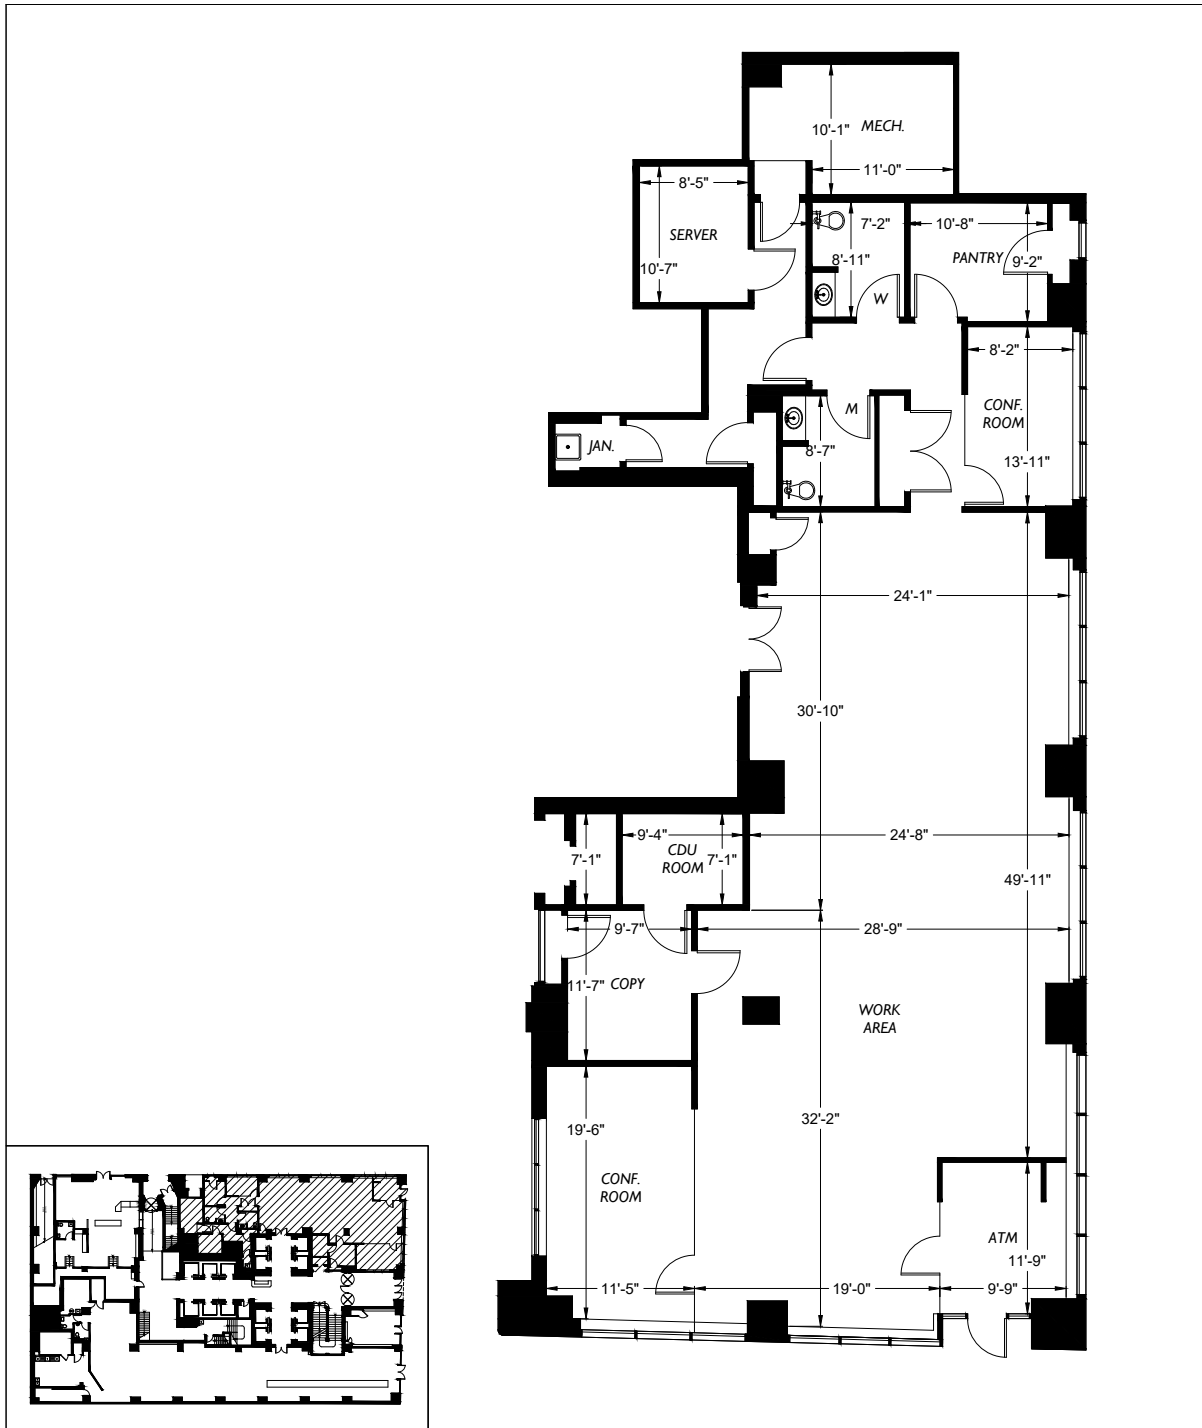 10'-1"
MECH.
11'-0"
8'-5"
SERVER
10'-7"
7'-2"
8'-11"
W
10'-8"
PANTRY
9'-2"
8'-2"
CONF.
ROOM
13'-11"
M
8'-7"
JAN.
24'-1"
30'-10"
9'-4"
CDU
ROOM
7'-1"
7'-1"
24'-8"
49'-11"
9'-7"
28'-9"
11'-7"
COPY
WORK
AREA
32'-2"
19'-6"
CONF.
ROOM
ATM
11'-9"
11'-5"
19'-0"
9'-9"